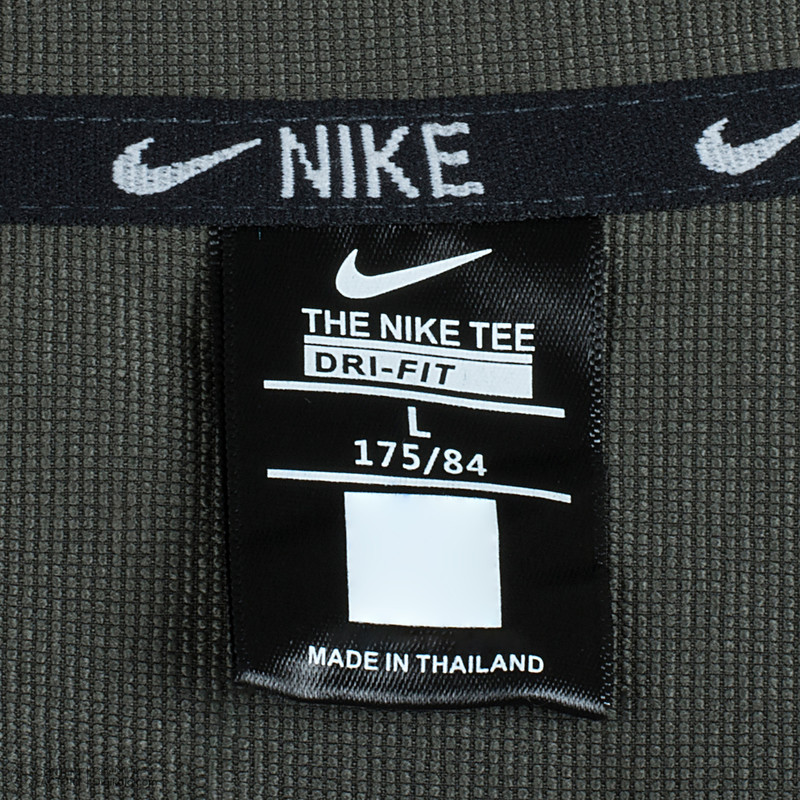 NIKE
THE NIKE TEE
DRI-FIT
L
175/84
MADE IN THAILAND